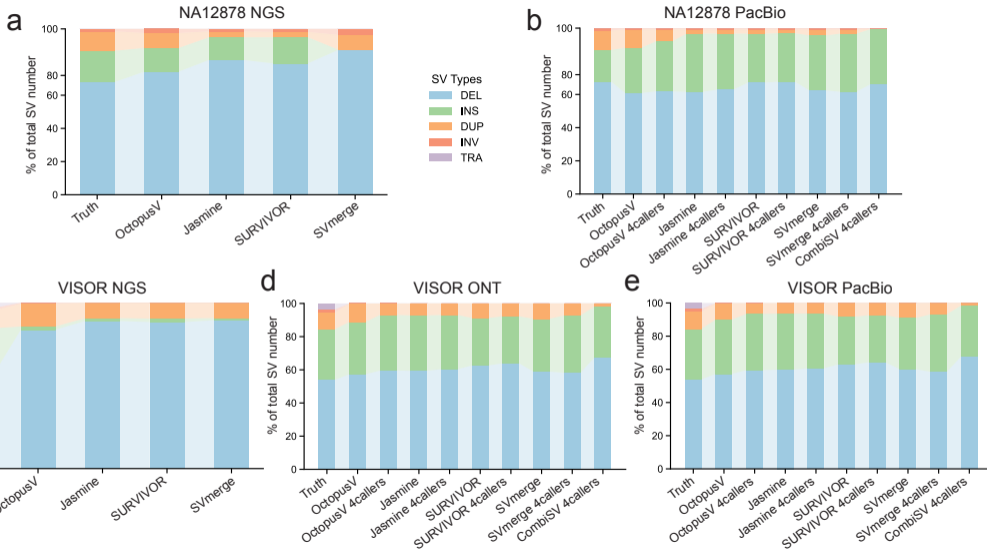 a
NA12878 NGS
% of total SV number
100
80
60
40
20
0
Truth
OctopusV
Jasmine
SURVIVOR
SVmerge
SV Types
DEL
INS
DUP
INV
TRA
b
NA12878 PacBio
% of total SV number
100
80
60
40
20
0
Truth
OctopusV
OctopusV 4callers
Jasmine
Jasmine 4callers
SURVIVOR
SURVIVOR 4callers
SVmerge
SVmerge 4callers
CombiSV 4callers
VISOR NGS
OctopusV
Jasmine
SURVIVOR
SVmerge
d
VISOR ONT
% of total SV number
100
80
60
40
20
0
Truth
OctopusV
OctopusV 4callers
Jasmine
Jasmine 4callers
SURVIVOR
SURVIVOR 4callers
SVmerge
SVmerge 4callers
CombiSV 4callers
e
VISOR PacBio
% of total SV number
100
80
60
40
20
0
Truth
OctopusV
OctopusV 4callers
Jasmine
Jasmine 4callers
SURVIVOR
SURVIVOR 4callers
SVmerge
SVmerge 4callers
CombiSV 4callers